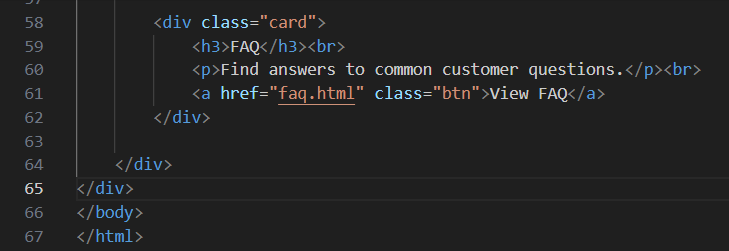 58 <div class="card">
59 <h3>FAQ</h3><br>
60 <p>Find answers to common customer questions.</p><br>
61 <a href="faq.html" class="btn">View FAQ</a>
62 </div>
63
64 </div>
65 </div>
66 </body>
67 </html>